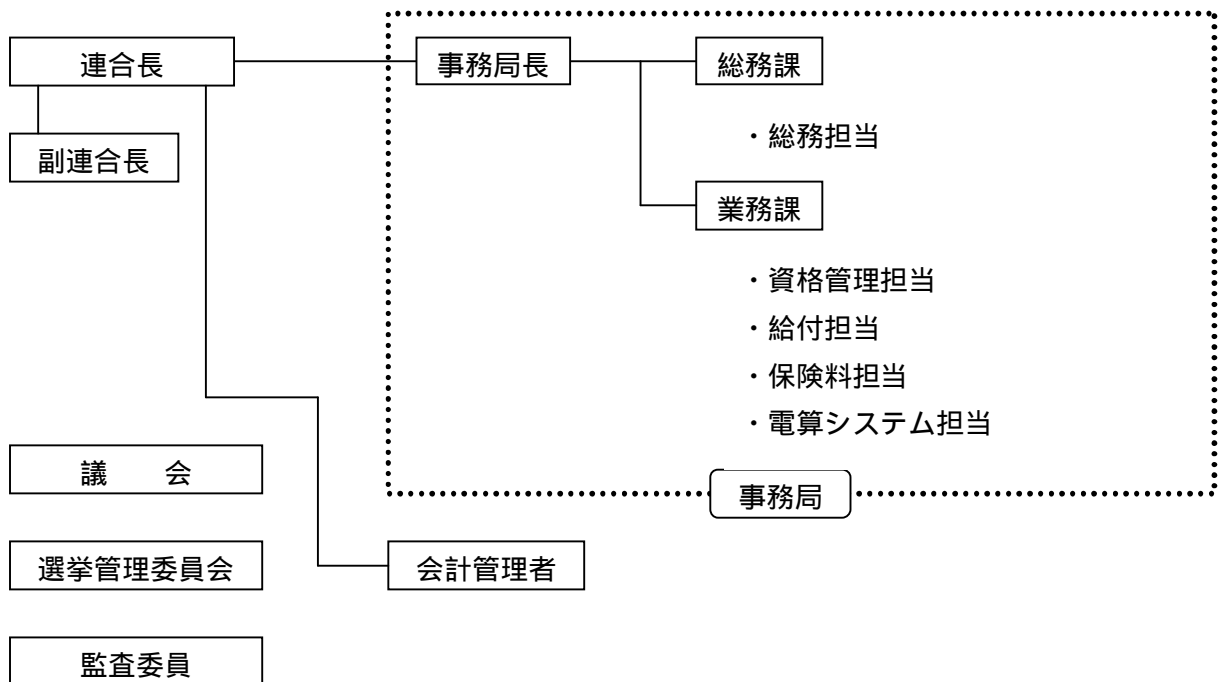 連合長
事務局長
総務課
・総務担当
副連合長
業務課
・資格管理担当
・給付担当
・保険料担当
・電算システム担当
議　　会
事務局
選挙管理委員会
会計管理者
監査委員